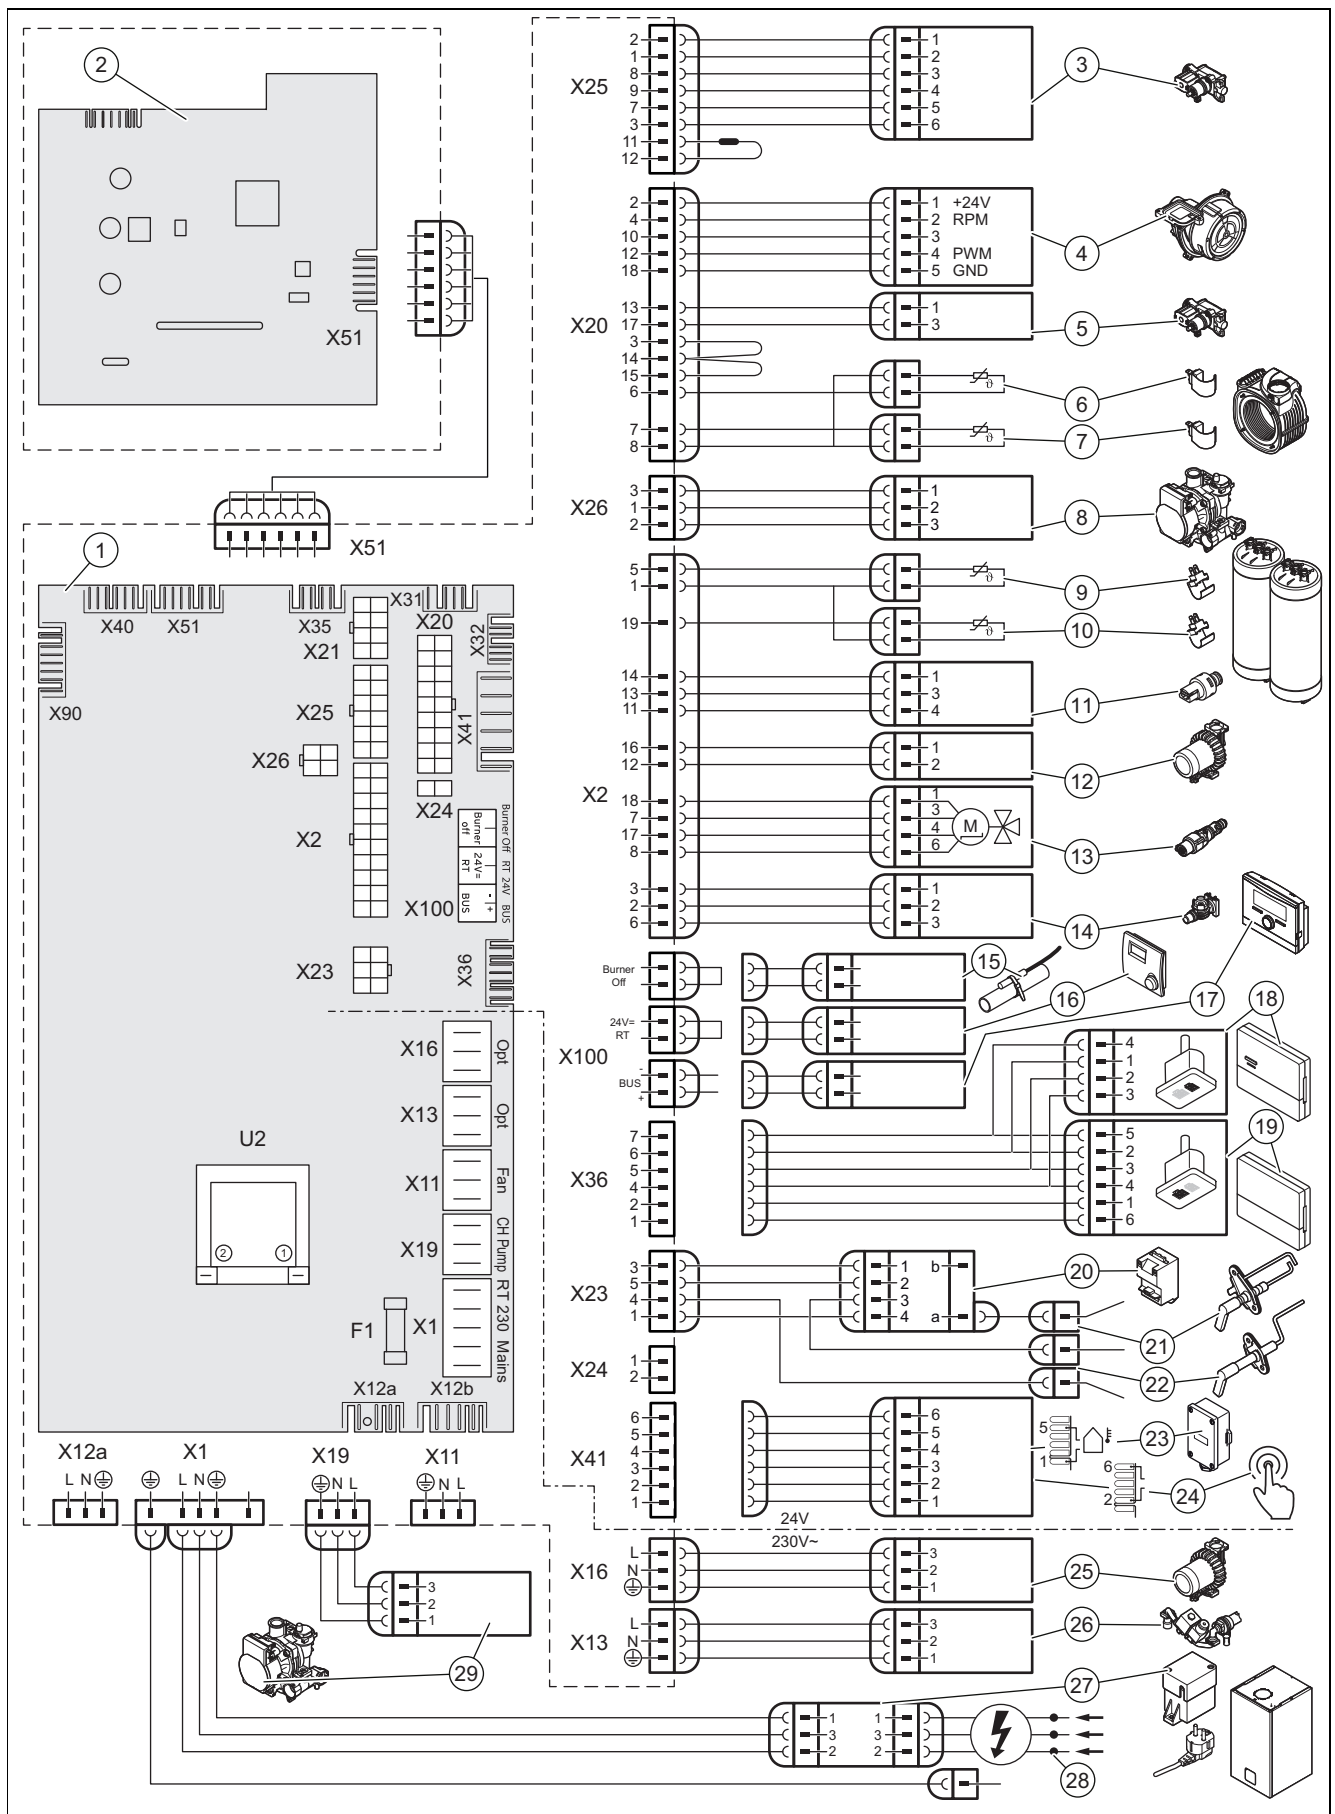 2
X51
X51
1
X40
X51
X35
X31
X20
X32
X21
X90
X25
X41
X26
X24
X2
Burner off
24V= RT
- + BUS
Burner Off RT 24V BUS
X100
X23
X36
X16
Opt
X13
Opt
U2
X11
Fan
2
1
X19
CH Pump
F1
X1
RT 230 Mains
X12a
X12b
X12a
L N
X1
L N
X19
N L
X11
N L
3
2
1
29
X25
2
1
8
9
7
3
11
12
1
2
3
4
5
6
3
X20
2
4
10
12
18
13
17
3
14
15
6
7
8
1 +24V
2 RPM
3
4 PWM
5 GND
4
1
3
5
ϑ
6
ϑ
7
X26
3
1
2
1
2
3
8
X2
5
1
19
14
13
11
16
12
18
7
17
8
3
2
6
ϑ
9
ϑ
10
1
3
4
11
1
2
12
1
3
4
6
M
13
1
2
3
14
X100
Burner
Off
24V=
RT
-
BUS
+
15
16
17
18
4
1
2
3
X36
7
6
5
4
2
1
5
2
3
4
1
6
19
X23
3
5
4
1
1
2
3
4
b
a
20
21
X24
1
2
22
X41
6
5
4
3
2
1
6
5
4
3
2
1
5
1
23
6
2
24
24V
230V~
X16
L
N
3
2
1
25
X13
L
N
3
2
1
26
27
1
3
2
1
3
2
28